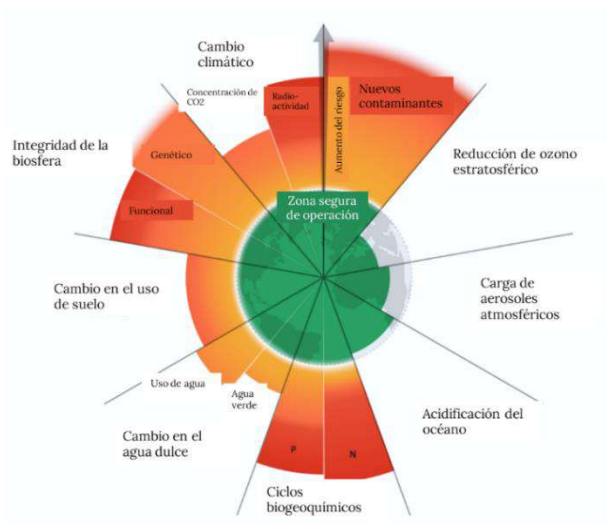 Cambio
climático
Concentración de
CO2
Radio-
actividad
Aumento del riesgo
Nuevos
contaminantes
Integridad de la
biosfera
Genético
Funcional
Reducción de ozono
estratosférico
Zona segura
de operación
Cambio en el uso
de suelo
Carga de
aerosoles
atmosféricos
Uso de agua
Agua
verde
Cambio en el
agua dulce
Acidificación del
océano
P
N
Ciclos
biogeoquímicos